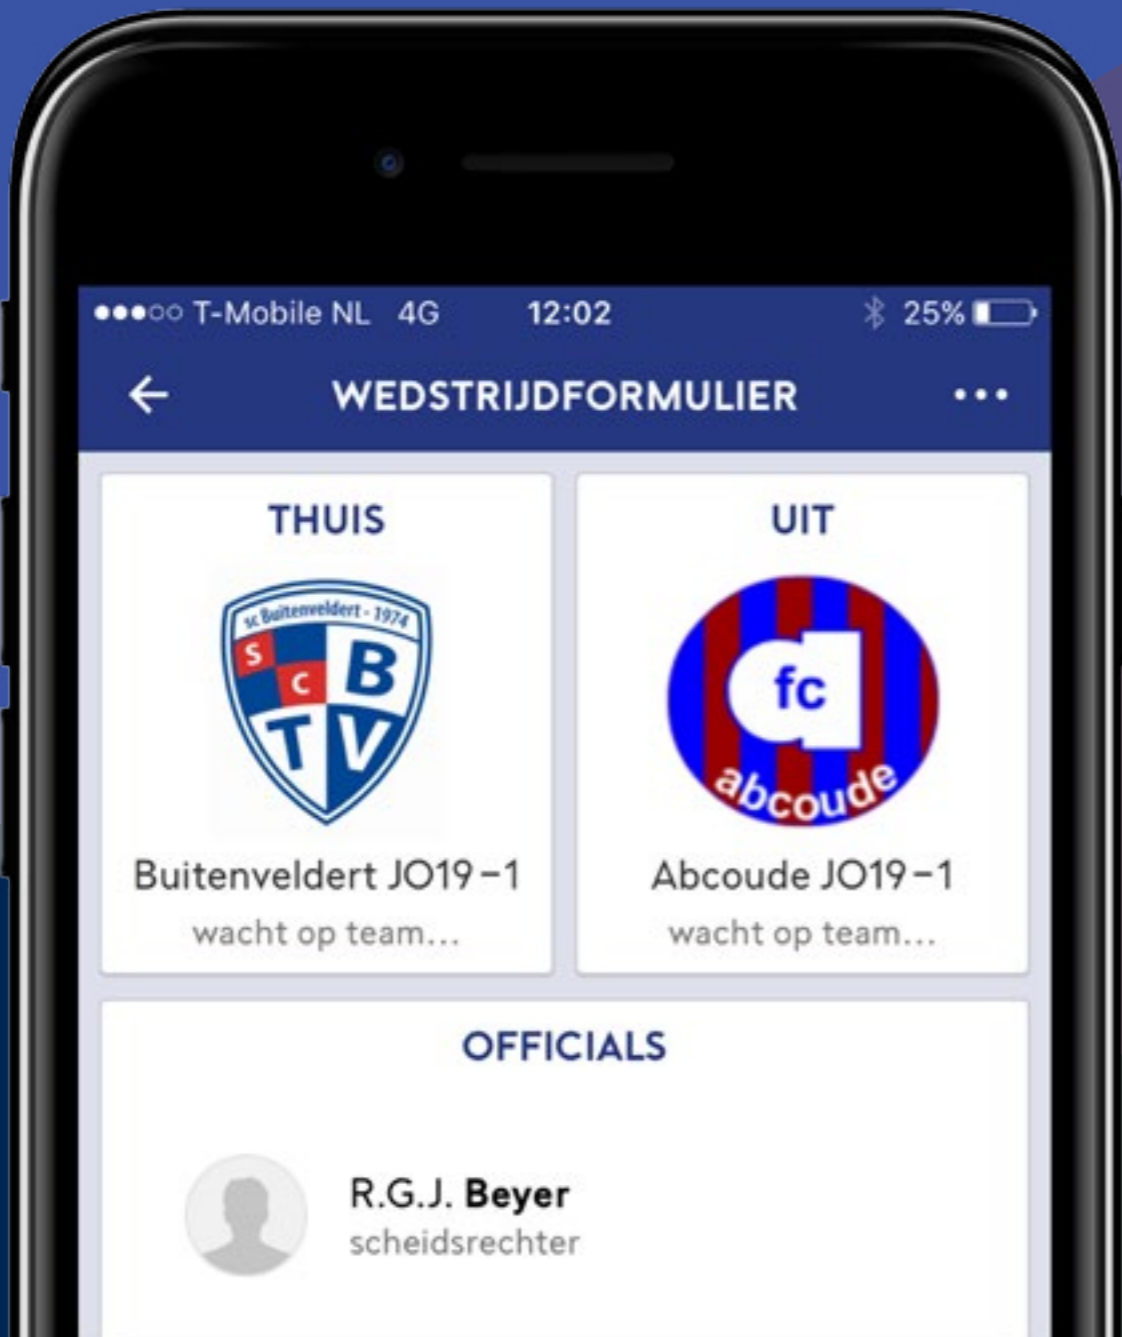 T-Mobile NL 4G 12:02 25%
WEDSTRIJDFORMULIER
THUIS
sc Buitenveldert - 1974
S
C
B
T V
Buitenveldert JO19-1
wacht op team...
UIT
fc
abcoude
Abcoude JO19-1
wacht op team...
OFFICIALS
R.G.J. Beyer
scheidsrechter